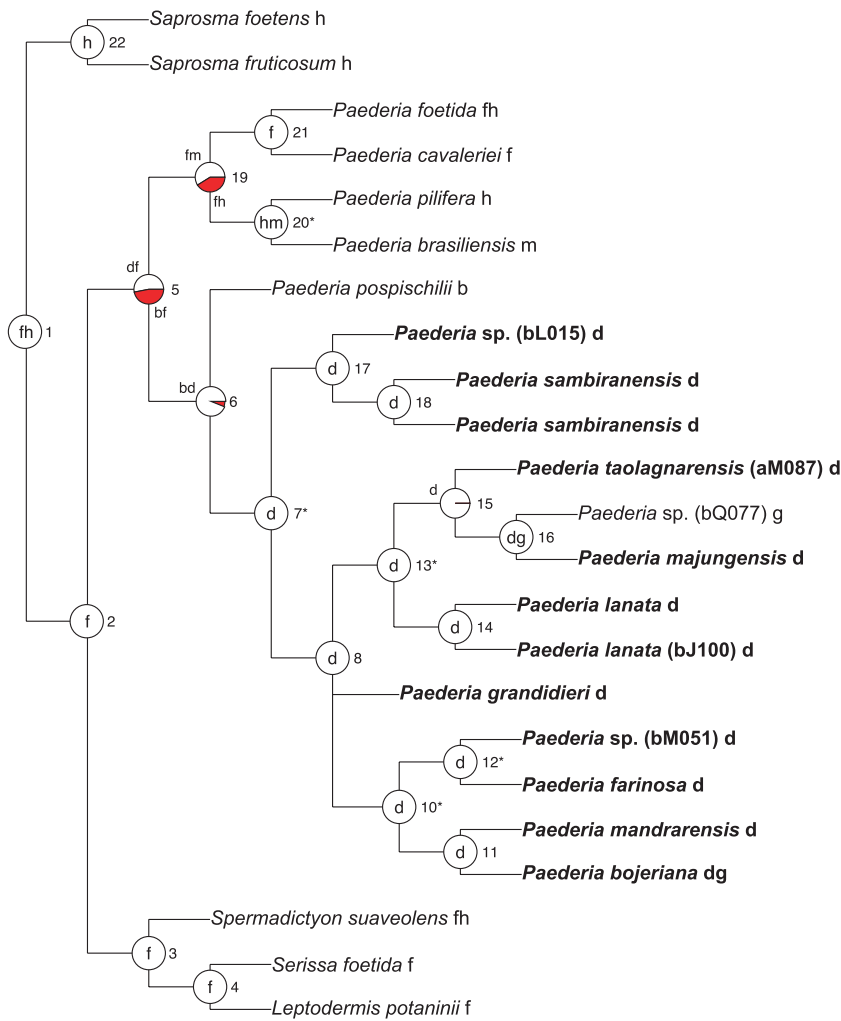 Saprosma foetens h
h 22
Saprosma fruticosum h
Paederia foetida fh
f 21
Paederia cavaleriei f
fm
19
fh
Paederia pilifera h
hm 20*
Paederia brasiliensis m
df
5
bf
Paederia pospischilii b
fh 1
Paederia sp. (bL015) d
d 17
Paederia sambiranensis d
d 18
Paederia sambiranensis d
bd
6
Paederia taolagnarensis (aM087) d
d
15
d 7*
Paederia sp. (bQ077) g
dg 16
Paederia majungensis d
d 13*
Paederia lanata d
f 2
d 14
Paederia lanata (bJ100) d
d 8
Paederia grandidieri d
Paederia sp. (bM051) d
d 12*
Paederia farinosa d
d 10*
Paederia mandrarensis d
d 11
Paederia bojeriana dg
Spermadictyon suaveolens fh
f 3
Serissa foetida f
f 4
Leptodermis potaninii f